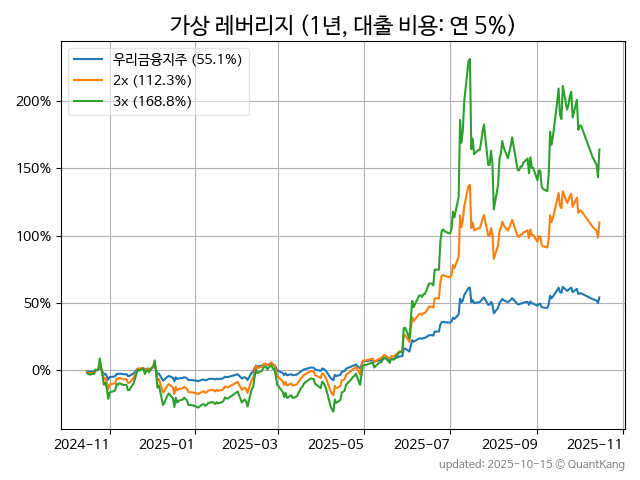 가상 레버리지 (1년, 대출 비용: 연 5%)
우리금융지주 (55.1%)
2x (112.3%)
3x (168.8%)
200%
150%
100%
50%
0%
2024-11 2025-01 2025-03 2025-05 2025-07 2025-09 2025-11
updated: 2025-10-15 © QuantKang